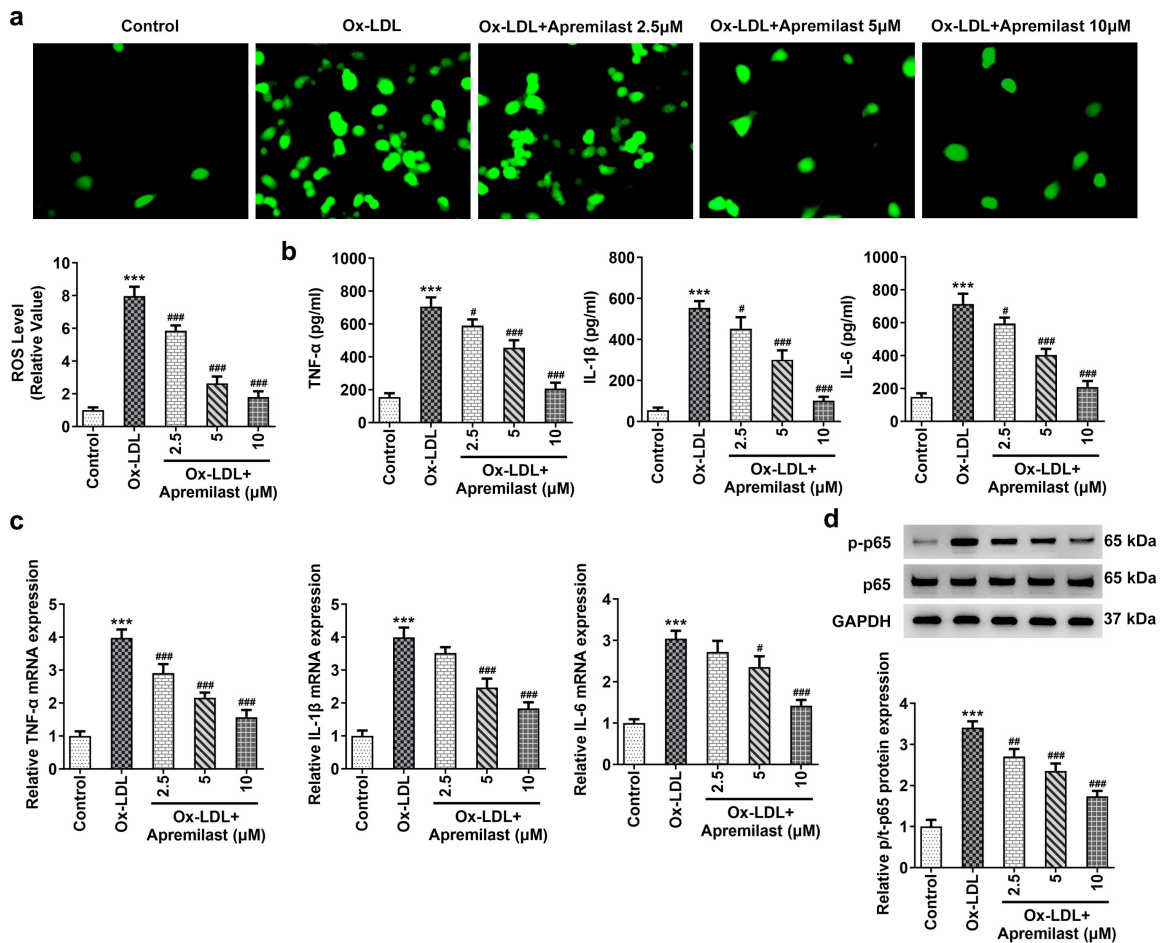 a
Control
Ox-LDL
Ox-LDL+Apremilast 2.5μM
Ox-LDL+Apremilast 5μM
Ox-LDL+Apremilast 10μM
ROS Level
(Relative Value)
10
8
6
4
2
0
***
###
###
###
Control
Ox-LDL
2.5
5
10
Ox-LDL+
Apremilast (μM)
b
TNF-α (pg/ml)
1000
800
600
400
200
0
***
#
###
###
Control
Ox-LDL
2.5
5
10
Ox-LDL+
Apremilast (μM)
IL-1β (pg/ml)
800
600
400
200
0
***
#
###
###
Control
Ox-LDL
2.5
5
10
Ox-LDL+
Apremilast (μM)
IL-6 (pg/ml)
1000
800
600
400
200
0
***
#
###
###
Control
Ox-LDL
2.5
5
10
Ox-LDL+
Apremilast (μM)
c
Relative TNF-α mRNA expression
5
4
3
2
1
0
***
###
###
###
Control
Ox-LDL
2.5
5
10
Ox-LDL+
Apremilast (μM)
Relative IL-1β mRNA expression
5
4
3
2
1
0
***
###
###
Control
Ox-LDL
2.5
5
10
Ox-LDL+
Apremilast (μM)
Relative IL-6 mRNA expression
4
3
2
1
0
***
#
###
Control
Ox-LDL
2.5
5
10
Ox-LDL+
Apremilast (μM)
d
p-p65
65 kDa
p65
65 kDa
GAPDH
37 kDa
Relative p/t-p65 protein expression
4
3
2
1
0
***
##
###
###
Control
Ox-LDL
2.5
5
10
Ox-LDL+
Apremilast (μM)